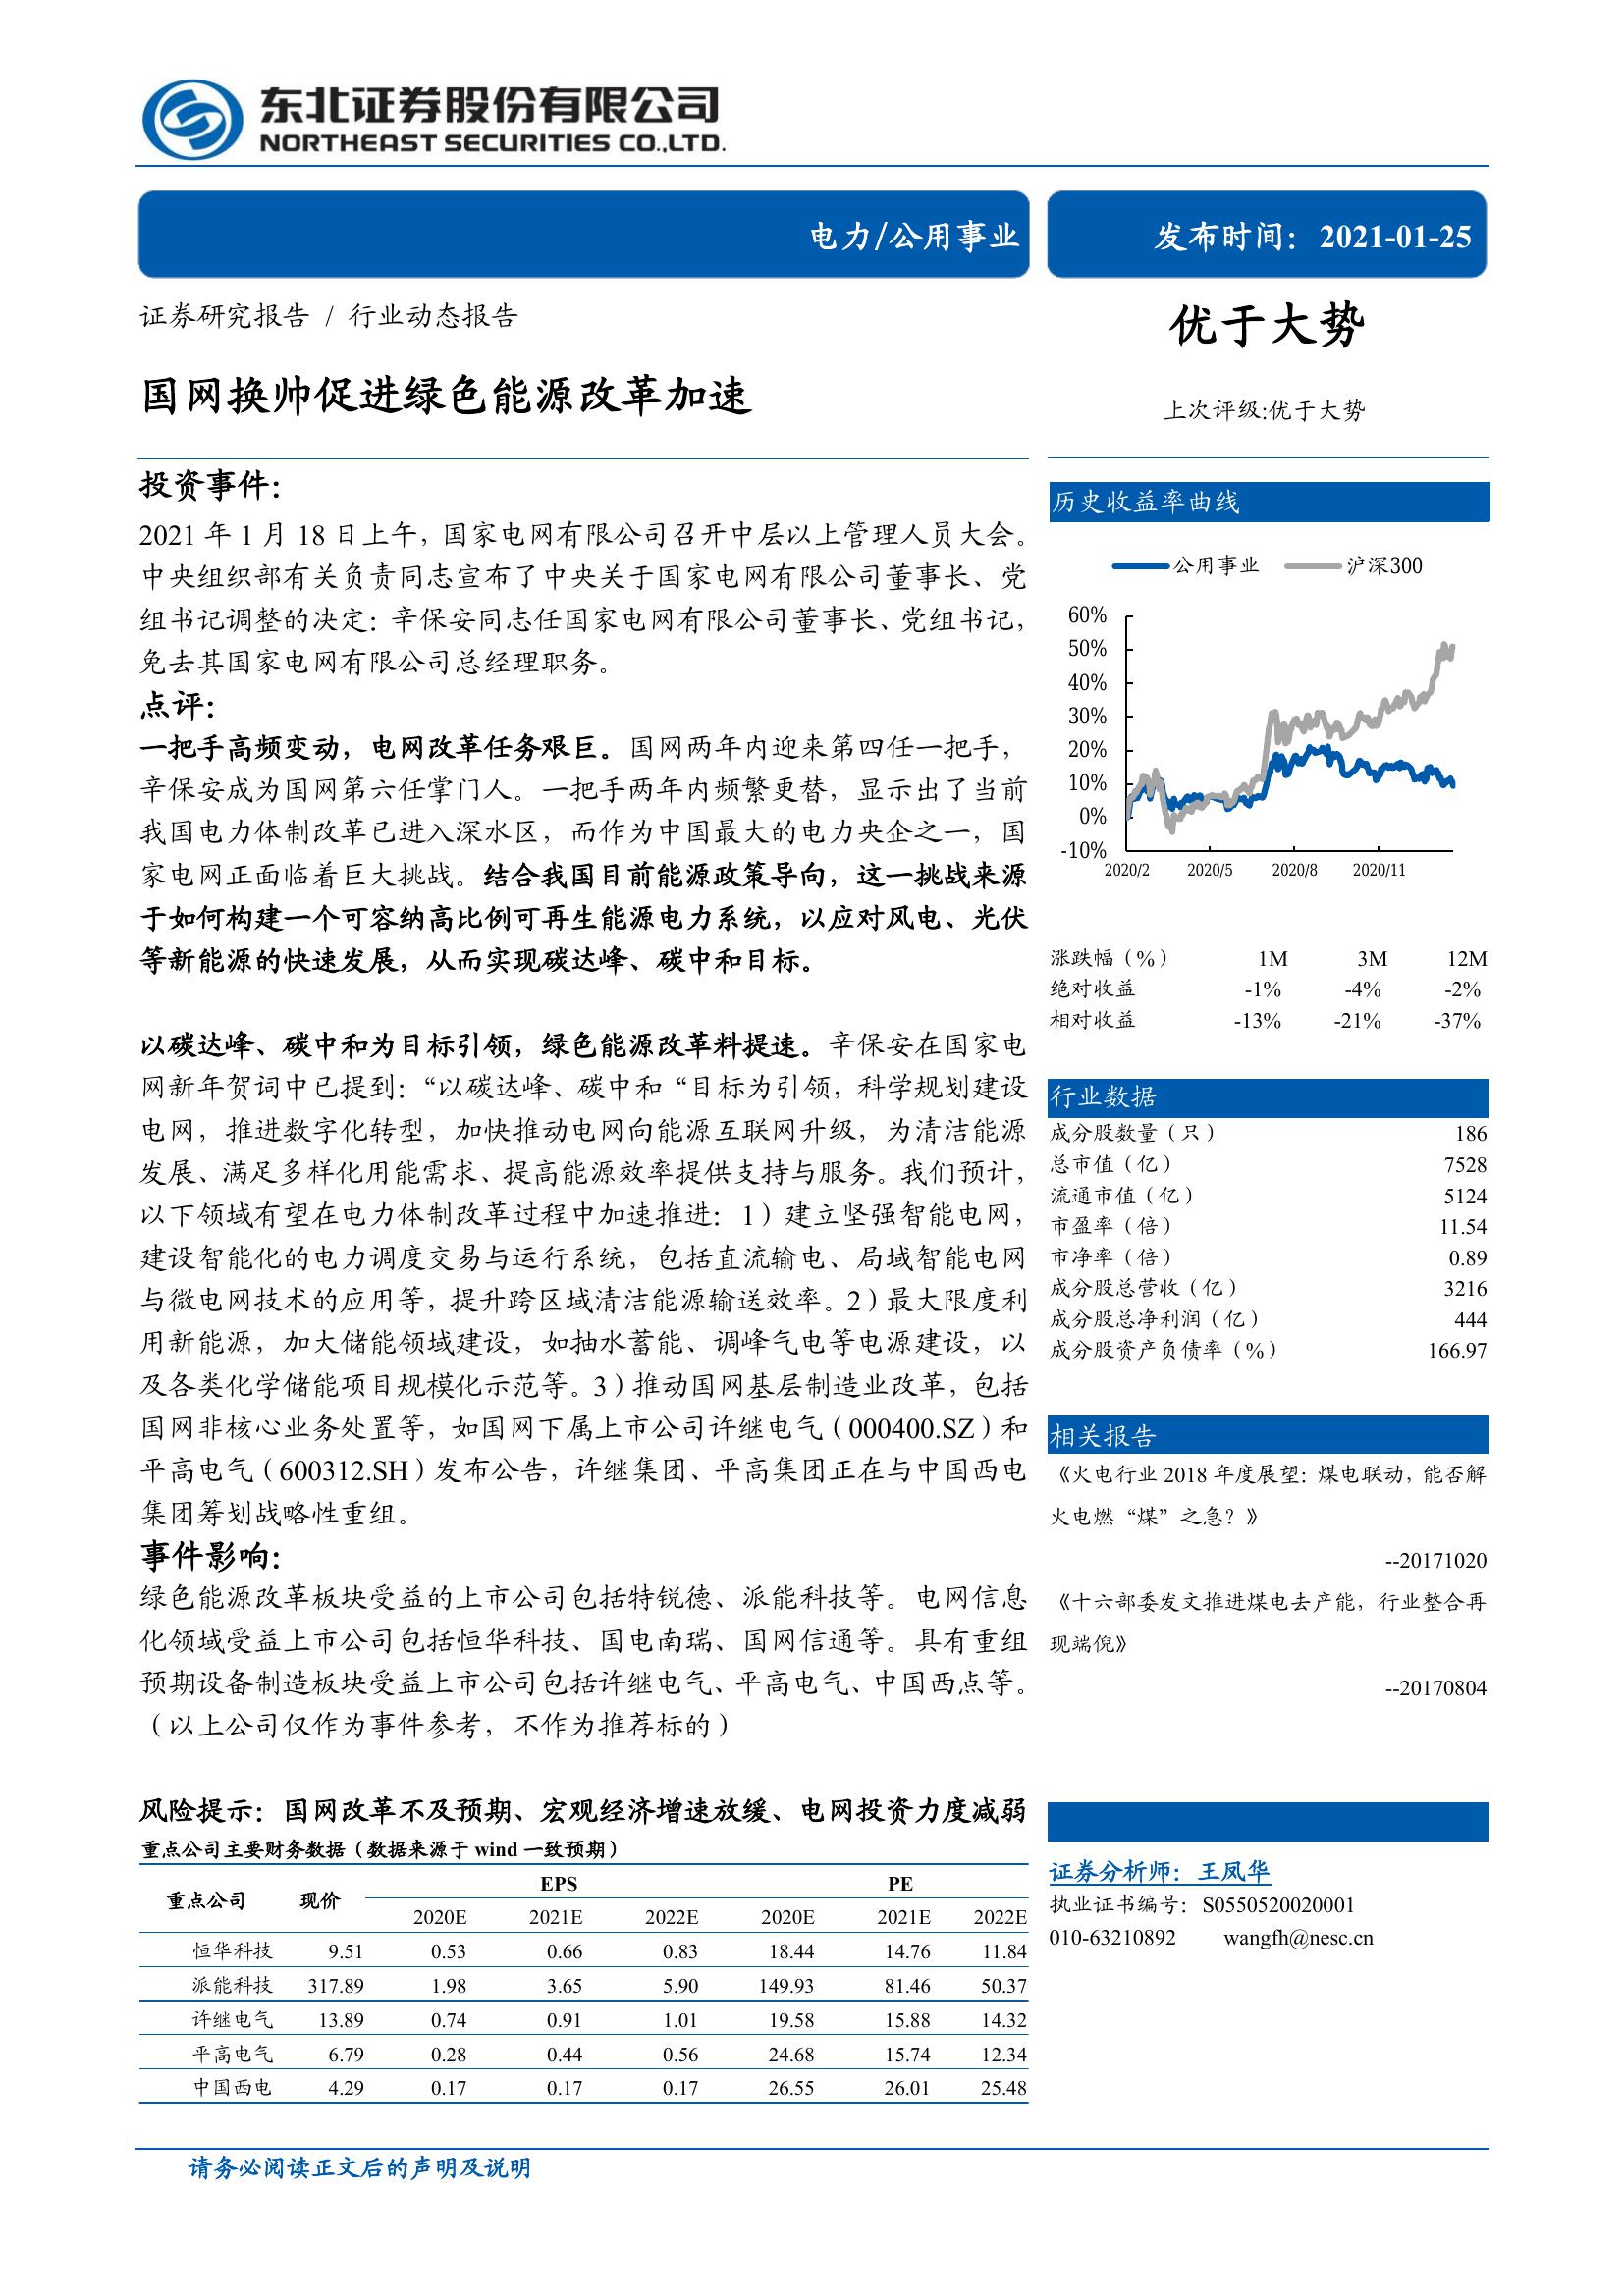 东北证券股份有限公司
NORTHEAST SECURITIES CO.,LTD.
电力/公用事业
发布时间：2021-01-25
证券研究报告 / 行业动态报告
国网换帅促进绿色能源改革加速
投资事件：
2021 年 1 月 18 日上午，国家电网有限公司召开中层以上管理人员大会。
中央组织部有关负责同志宣布了中央关于国家电网有限公司董事长、党
组书记调整的决定：辛保安同志任国家电网有限公司董事长、党组书记，
免去其国家电网有限公司总经理职务。
点评：
一把手高频变动，电网改革任务艰巨。国网两年内迎来第四任一把手，
辛保安成为国网第六任掌门人。一把手两年内频繁更替，显示出了当前
我国电力体制改革已进入深水区，而作为中国最大的电力央企之一，国
家电网正面临着巨大挑战。结合我国目前能源政策导向，这一挑战来源
于如何构建一个可容纳高比例可再生能源电力系统，以应对风电、光伏
等新能源的快速发展，从而实现碳达峰、碳中和目标。
以碳达峰、碳中和为目标引领，绿色能源改革料提速。辛保安在国家电
网新年贺词中已提到：“以碳达峰、碳中和 “目标为引领，科学规划建设
电网，推进数字化转型，加快推动电网向能源互联网升级，为清洁能源
发展、满足多样化用能需求、提高能源效率提供支持与服务。我们预计，
以下领域有望在电力体制改革过程中加速推进：1）建立坚强智能电网，
建设智能化的电力调度交易与运行系统，包括直流输电、局域智能电网
与微电网技术的应用等，提升跨区域清洁能源输送效率。2）最大限度利
用新能源，加大储能领域建设，如抽水蓄能、调峰气电等电源建设，以
及各类化学储能项目规模化示范等。3）推动国网基层制造业改革，包括
国网非核心业务处置等，如国网下属上市公司许继电气（000400.SZ）和
平高电气（600312.SH）发布公告，许继集团、平高集团正在与中国西电
集团筹划战略性重组。
事件影响：
绿色能源改革板块受益的上市公司包括特锐德、派能科技等。电网信息
化领域受益上市公司包括恒华科技、国电南瑞、国网信通等。具有重组
预期设备制造板块受益上市公司包括许继电气、平高电气、中国西点等。
（以上公司仅作为事件参考，不作为推荐标的）
风险提示：国网改革不及预期、宏观经济增速放缓、电网投资力度减弱
重点公司主要财务数据（数据来源于 wind 一致预期）
重点公司 现价 EPS PE
2020E 2021E 2022E 2020E 2021E 2022E
恒华科技 9.51 0.53 0.66 0.83 18.44 14.76 11.84
派能科技 317.89 1.98 3.65 5.90 149.93 81.46 50.37
许继电气 13.89 0.74 0.91 1.01 19.58 15.88 14.32
平高电气 6.79 0.28 0.44 0.56 24.68 15.74 12.34
中国西电 4.29 0.17 0.17 0.17 26.55 26.01 25.48
优于大势
上次评级:优于大势
历史收益率曲线
公用事业 沪深300
60%
50%
40%
30%
20%
10%
0%
-10%
2020/2 2020/5 2020/8 2020/11
涨跌幅（%） 1M 3M 12M
绝对收益 -1% -4% -2%
相对收益 -13% -21% -37%
行业数据
成分股数量（只） 186
总市值（亿） 7528
流通市值（亿） 5124
市盈率（倍） 11.54
市净率（倍） 0.89
成分股总营收（亿） 3216
成分股总净利润（亿） 444
成分股资产负债率（%） 166.97
相关报告
《火电行业 2018 年度展望：煤电联动，能否解
火电燃“煤”之急？》
--20171020
《十六部委发文推进煤电去产能，行业整合再
现端倪》
--20170804
证券分析师：王凤华
执业证书编号：S0550520020001
010-63210892 wangfh@nesc.cn
请务必阅读正文后的声明及说明